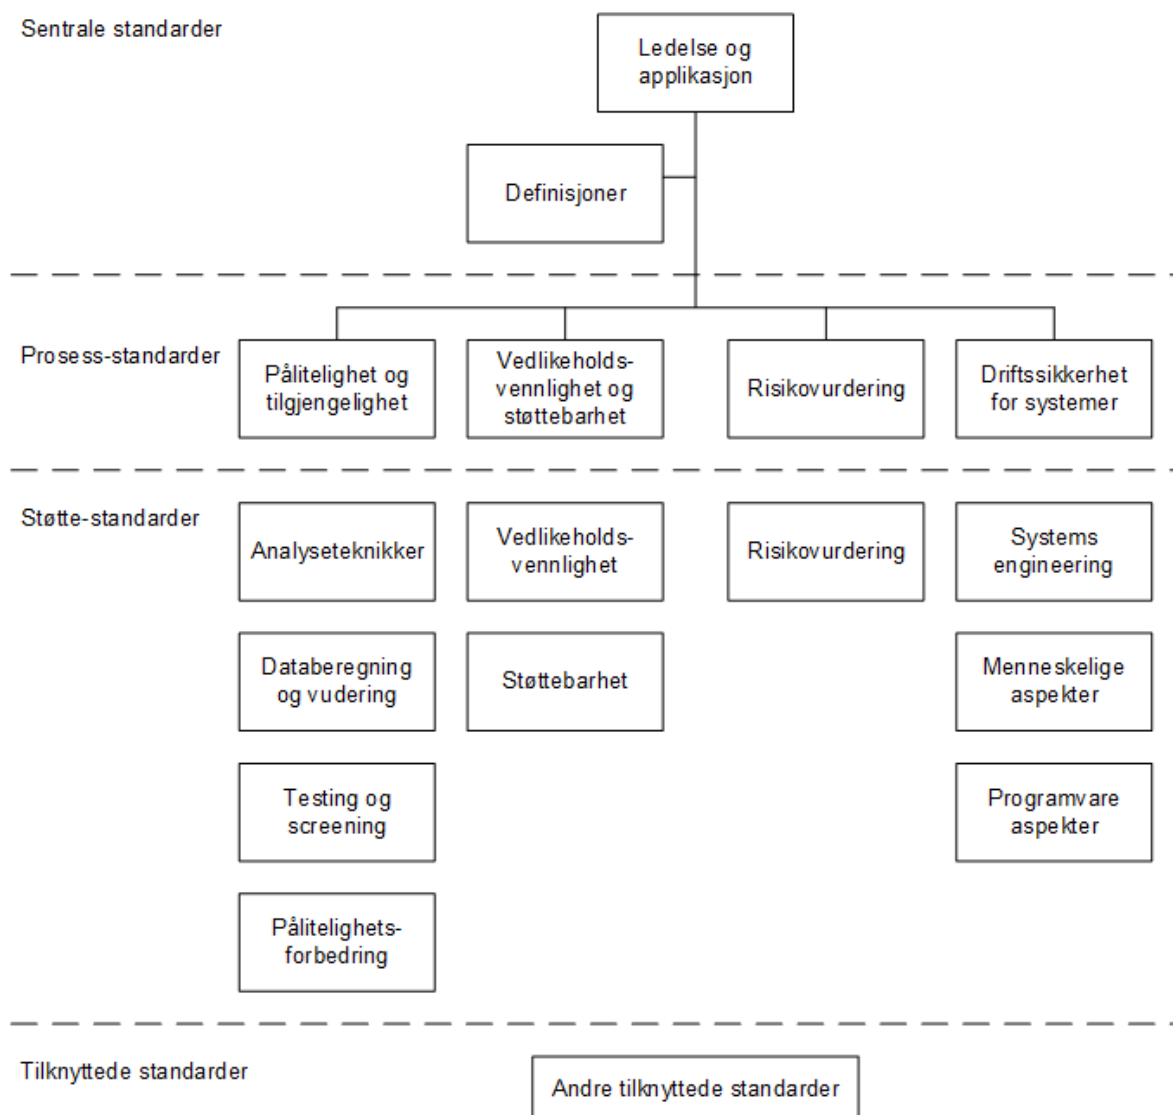 Sentrale standarder
Ledelse og
applikasjon
Definisjoner
Prosess-standarder
Pålitelighet og
tilgjengelighet
Vedlikeholds-
vennlighet og
støttebarhet
Risikovurdering
Driftssikkerhet
for systemer
Støtte-standarder
Analyseteknikker
Vedlikeholds-
vennlighet
Risikovurdering
Systems
engineering
Databeregning
og vudering
Støttebarhet
Menneskelige
aspekter
Testing og
screening
Programvare
aspekter
Pålitelighets-
forbedring
Tilknyttede standarder
Andre tilknyttede standarder